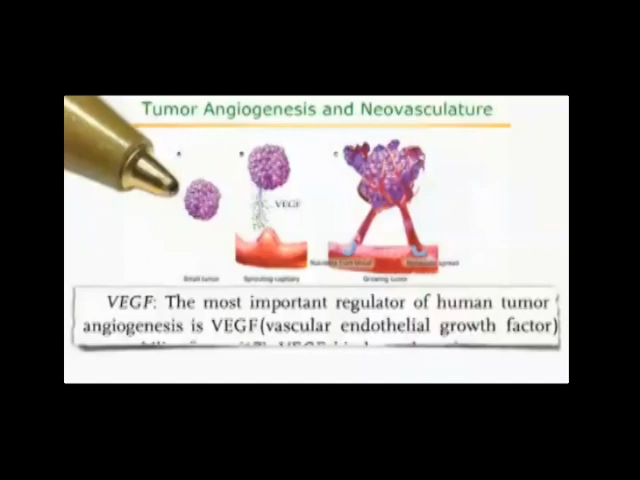 Tumor Angiogenesis and Neovasculature
A B C
VEGF
Small tumor Sprouting capillary Growing tumor
VEGF: The most important regulator of human tumor
angiogenesis is VEGF(vascular endothelial growth factor)